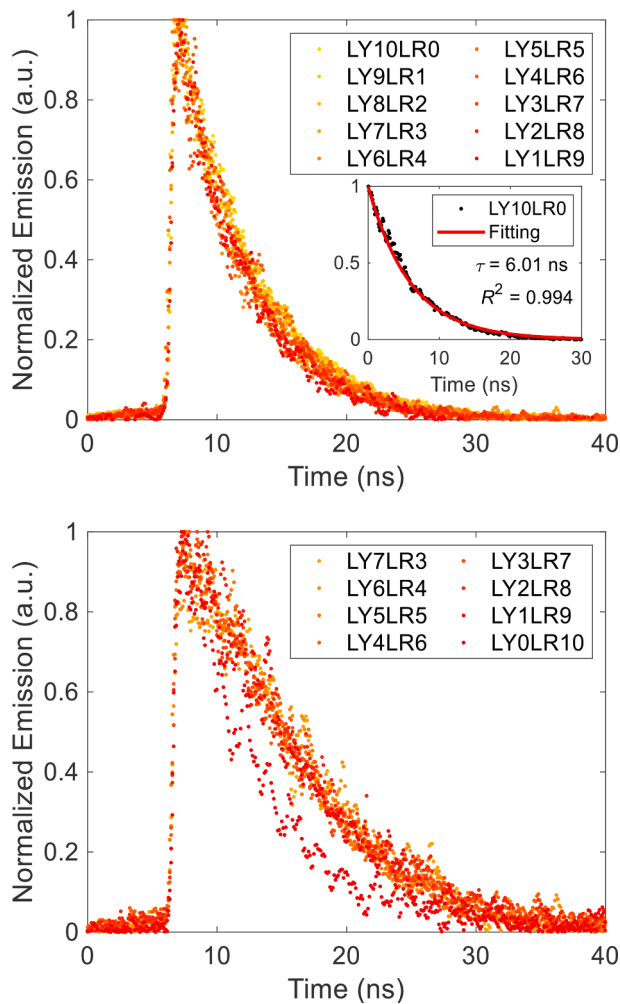 Normalized Emission (a.u.)
1
0.8
0.6
0.4
0.2
0
LY10LR0 LY5LR5
LY9LR1 LY4LR6
LY8LR2 LY3LR7
LY7LR3 LY2LR8
LY6LR4 LY1LR9
1
0.5
0
LY10LR0
Fitting
τ = 6.01 ns
R² = 0.994
0 10 20 30
Time (ns)
0 10 20 30 40
Time (ns)
Normalized Emission (a.u.)
1
0.8
0.6
0.4
0.2
0
LY7LR3 LY3LR7
LY6LR4 LY2LR8
LY5LR5 LY1LR9
LY4LR6 LY0LR10
0 10 20 30 40
Time (ns)